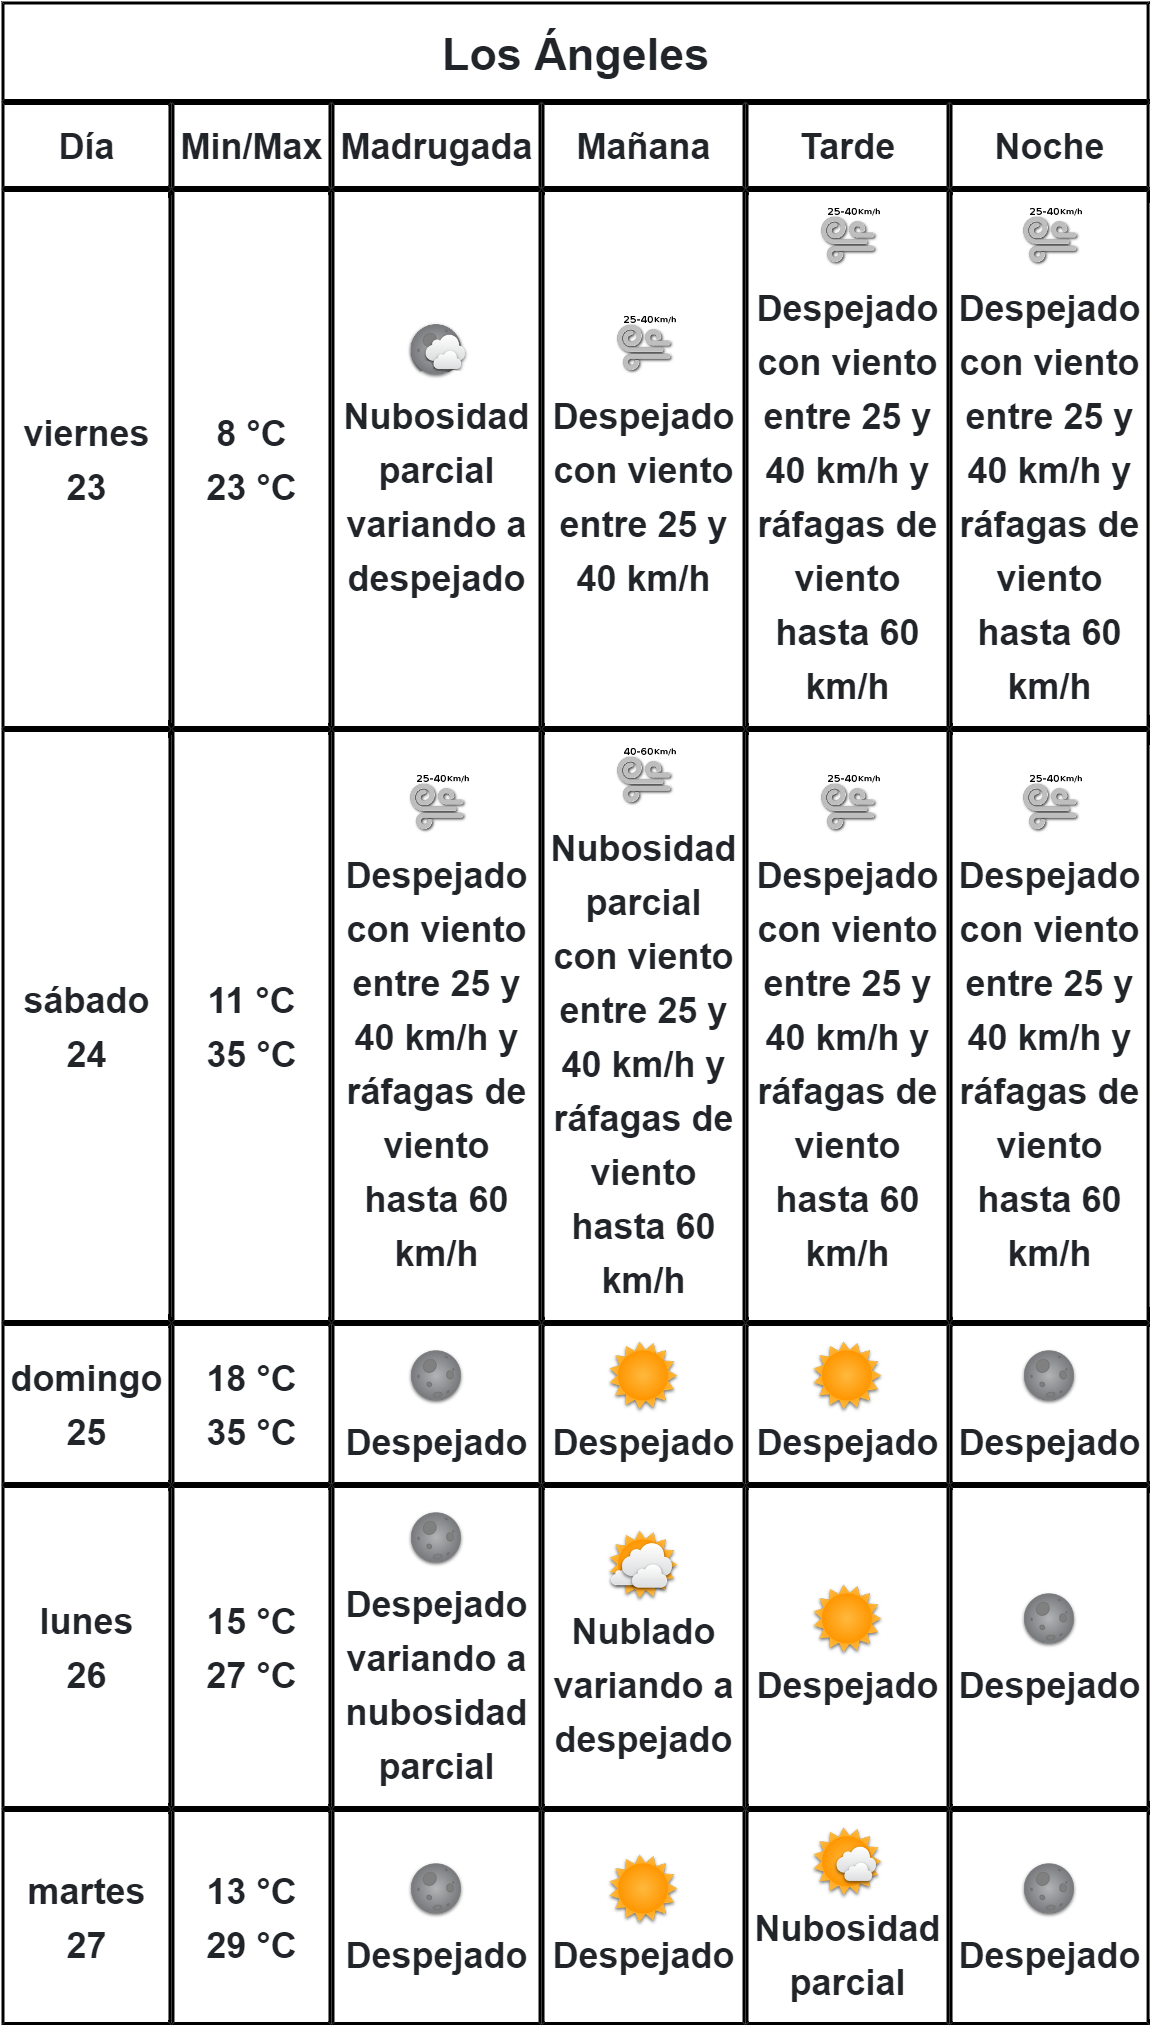 Los Ángeles
Día
Min/Max
Madrugada
Mañana
Tarde
Noche
viernes
23
8 °C
23 °C
Nubosidad
parcial
variando a
despejado
25-40Km/h
Despejado
con viento
entre 25 y
40 km/h
25-40Km/h
Despejado
con viento
entre 25 y
40 km/h y
ráfagas de
viento
hasta 60
km/h
25-40Km/h
Despejado
con viento
entre 25 y
40 km/h y
ráfagas de
viento
hasta 60
km/h
sábado
24
11 °C
35 °C
25-40Km/h
Despejado
con viento
entre 25 y
40 km/h y
ráfagas de
viento
hasta 60
km/h
40-60Km/h
Nubosidad
parcial
con viento
entre 25 y
40 km/h y
ráfagas de
viento
hasta 60
km/h
25-40Km/h
Despejado
con viento
entre 25 y
40 km/h y
ráfagas de
viento
hasta 60
km/h
25-40Km/h
Despejado
con viento
entre 25 y
40 km/h y
ráfagas de
viento
hasta 60
km/h
domingo
25
18 °C
35 °C
Despejado
Despejado
Despejado
Despejado
lunes
26
15 °C
27 °C
Despejado
variando a
nubosidad
parcial
Nublado
variando a
despejado
Despejado
Despejado
martes
27
13 °C
29 °C
Despejado
Despejado
Nubosidad
parcial
Despejado